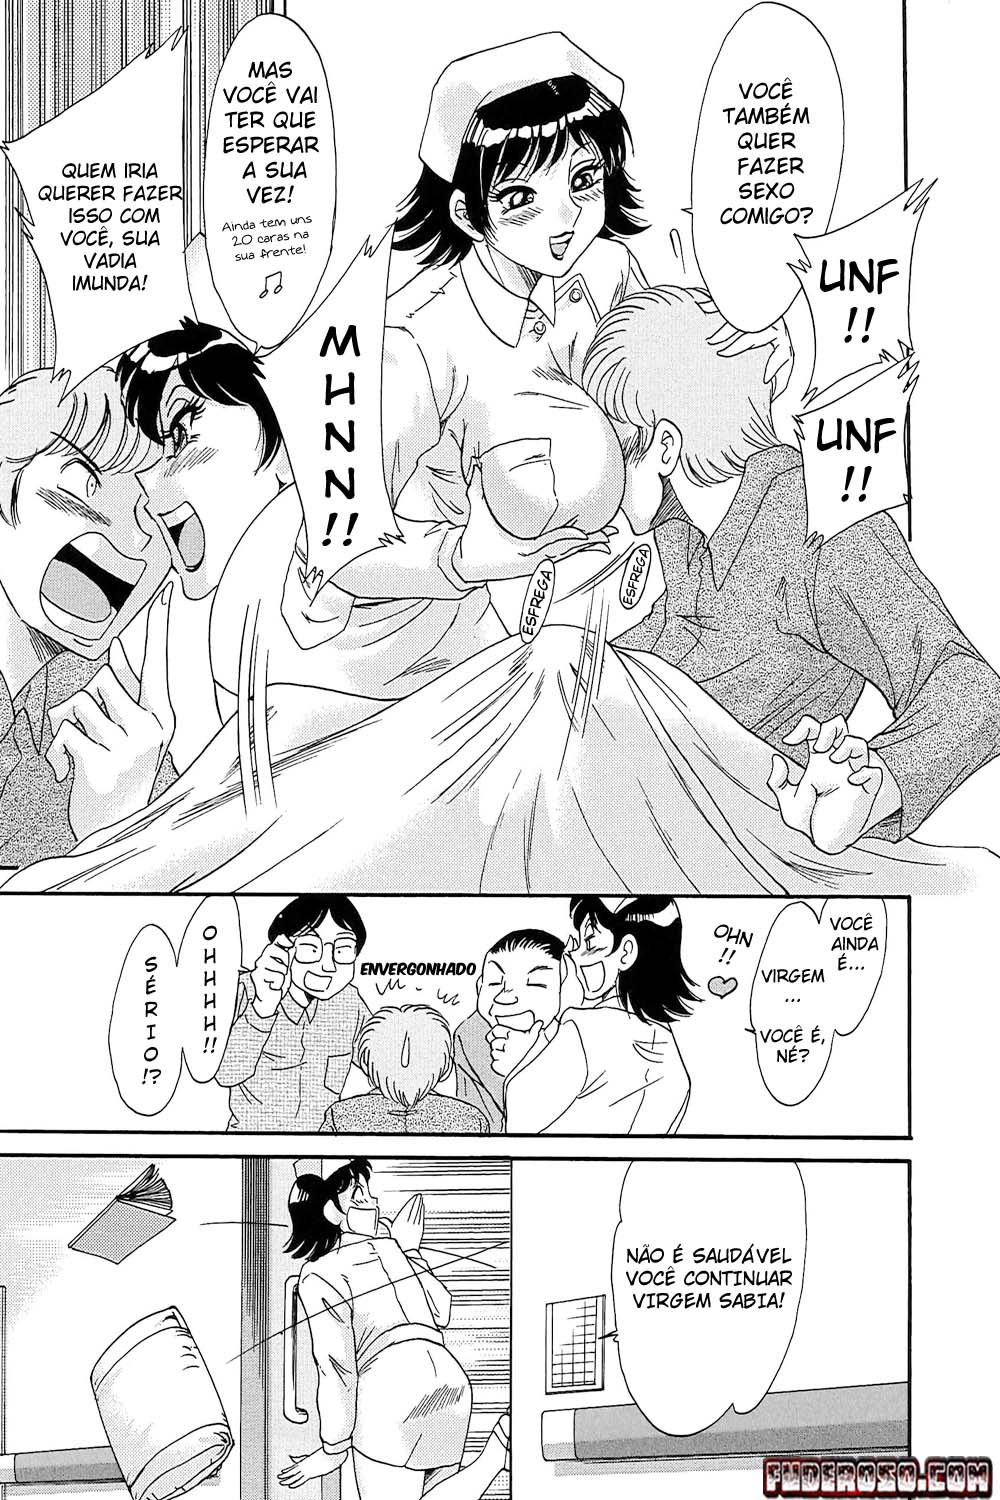 VOCÊ
TAMBÉM
QUER
FAZER
SEXO
COMIGO?
UNF
!!
UNF
!!
MAS
VOCÊ VAI
TER QUE
ESPERAR
A SUA
VEZ!
Ainda tem uns
20 caras na
sua frente!
QUEM IRIA
QUERER FAZER
ISSO COM
VOCÊ, SUA
VADIA
IMUNDA!
ESFREGA
ESFREGA
VOCÊ
AINDA
É...
VIRGEM
...
VOCÊ É,
NÉ?
OHN
!!
ENVERGONHADO
OHHHH!!
SÉRIO!?
NÃO É SAUDÁVEL
VOCÊ CONTINUAR
VIRGEM SABIA!
FUDEROSO.COM